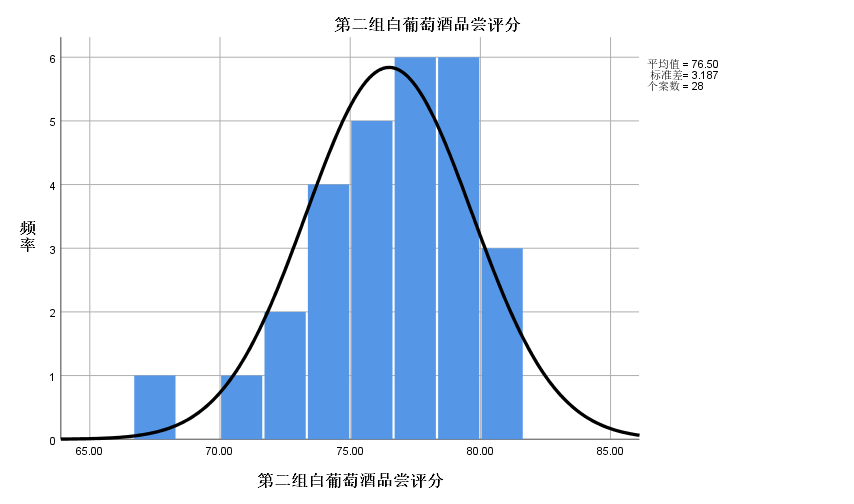 第二组白葡萄酒品尝评分
平均值 = 76.50
标准差= 3.187
个案数 = 28
6
5
4
3
2
1
0
频率
65.00 70.00 75.00 80.00 85.00
第二组白葡萄酒品尝评分